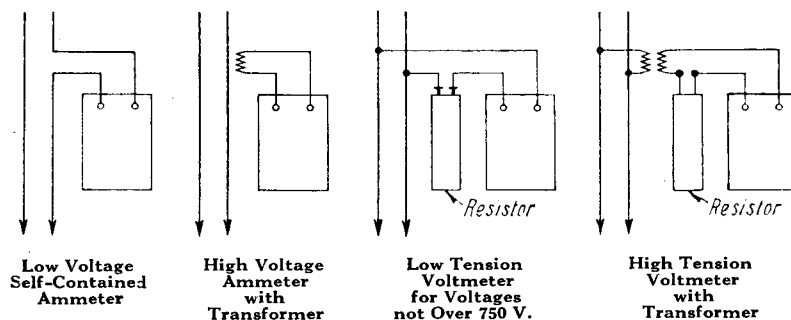 Resistor
Resistor
Low Voltage
Self-Contained
Ammeter
High Voltage
Ammeter
with
Transformer
Low Tension
Voltmeter
for Voltages
not Over 750 V.
High Tension
Voltmeter
with
Transformer